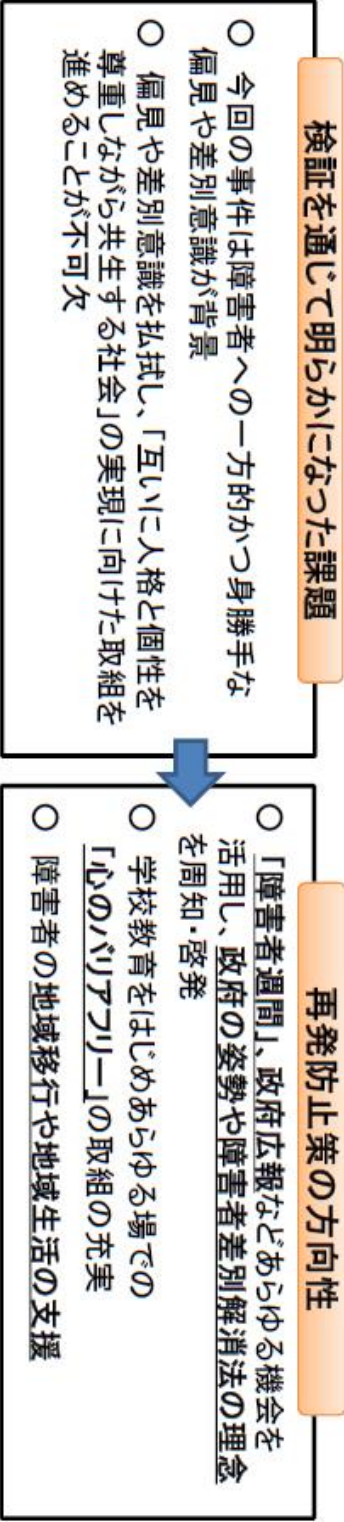 検証を通じて明らかになった課題
○ 今回の事件は障害者への一方的かつ身勝手な
偏見や差別意識が背景
○ 偏見や差別意識を払拭し、「互いに人格と個性を
尊重しながら共生する社会」の実現に向けた取組を
進めることが不可欠
再発防止策の方向性
○ 「障害者週間」、政府広報などあらゆる機会を
活用し、政府の姿勢や障害者差別解消法の理念
を周知・啓発
○ 学校教育をはじめあらゆる場での
「心のバリアフリー」の取組の充実
○ 障害者の地域移行や地域生活の支援